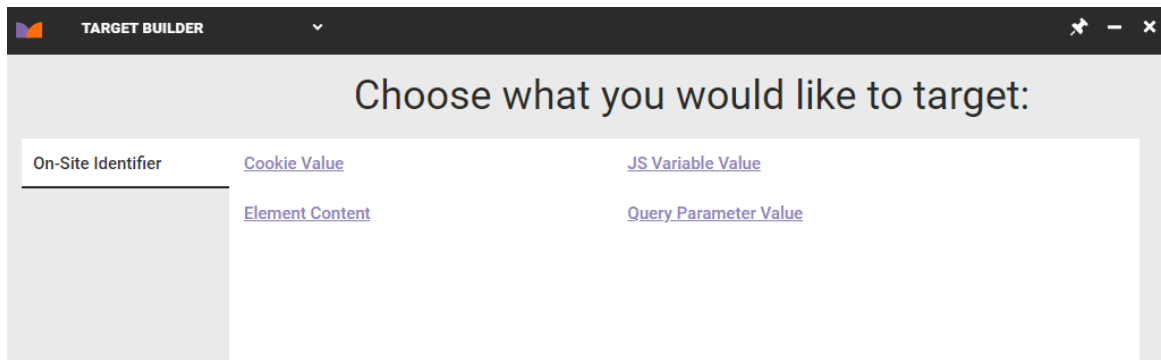 TARGET BUILDER
Choose what you would like to target:
On-Site Identifier
Cookie Value
JS Variable Value
Element Content
Query Parameter Value